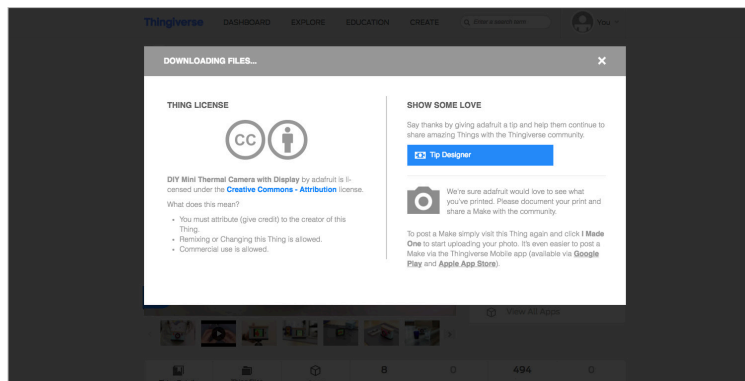 Thingiverse DASHBOARD EXPLORE EDUCATION CREATE Enter a search term You
DOWNLOADING FILES...
THING LICENSE
CC
DIY Mini Thermal Camera with Display by adafruit is li-
censed under the Creative Commons - Attribution license.
What does this mean?
• You must attribute (give credit) to the creator of this
Thing.
• Remixing or Changing this Thing is allowed.
• Commercial use is allowed.
SHOW SOME LOVE
Say thanks by giving adafruit a tip and help them continue to
share amazing Things with the Thingiverse community.
Tip Designer
We're sure adafruit would love to see what
you've printed. Please document your print and
share a Make with the community.
To post a Make simply visit this Thing again and click I Made
One to start uploading your photo. It's even easier to post a
Make via the Thingiverse Mobile app (available via Google
Play and Apple App Store).
View All Apps
6 0 494 0